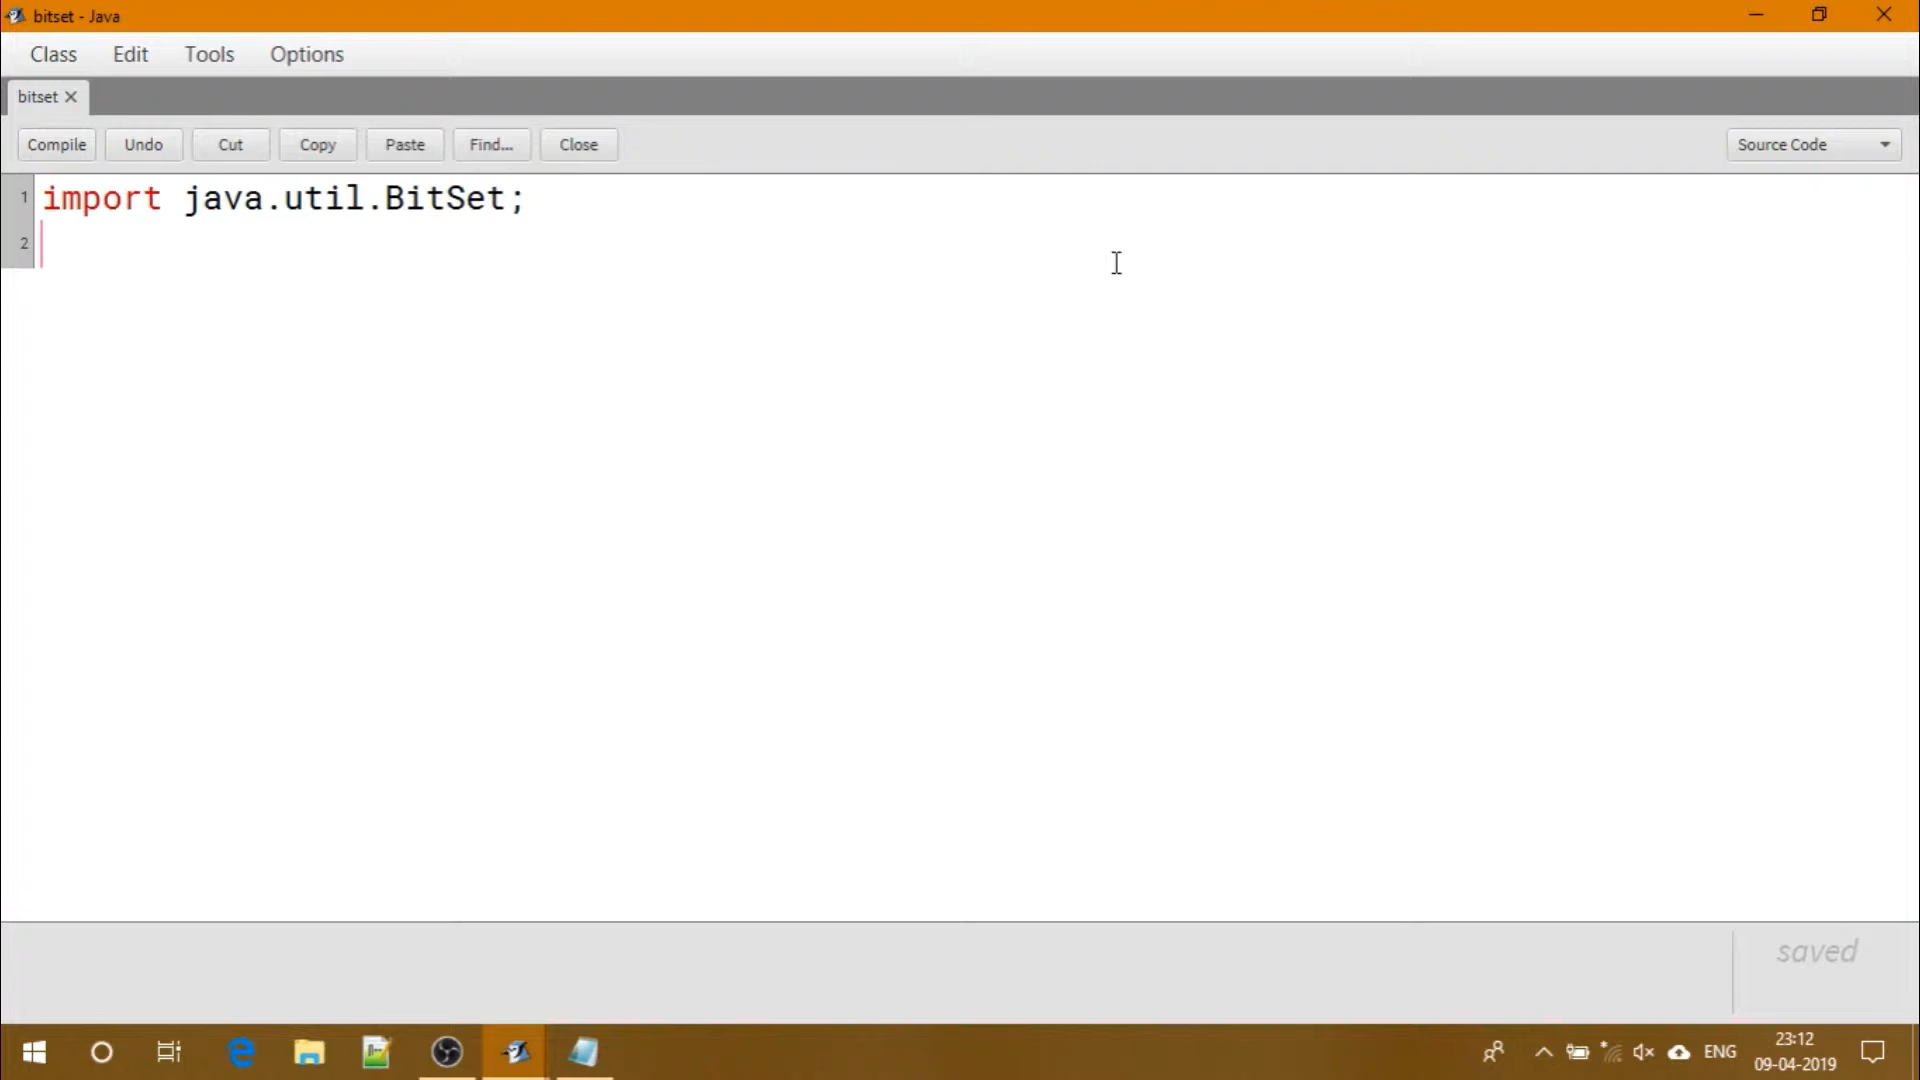 bitset - Java
Class Edit Tools Options
bitset
Compile Undo Cut Copy Paste Find... Close Source Code
1 import java.util.BitSet;
2
saved
ENG
23:12
09-04-2019